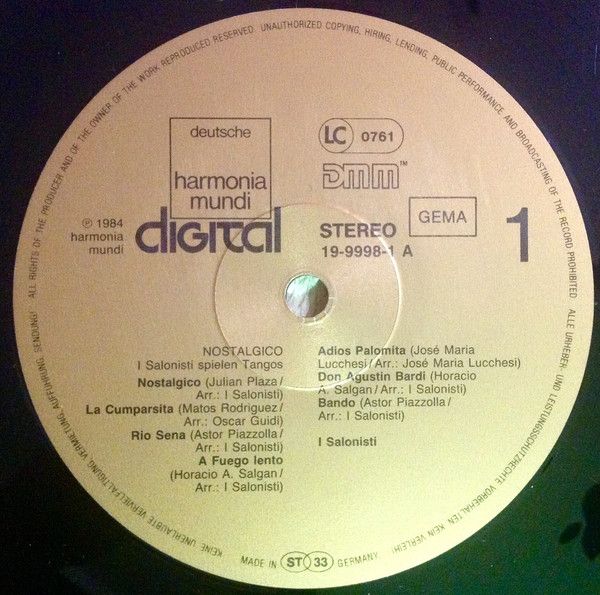 ALL RIGHTS OF THE PRODUCER AND OF THE OWNER OF THE WORK REPRODUCED RESERVED. UNAUTHORIZED COPYING, HIRING, LENDING, PUBLIC PERFORMANCE AND BROADCASTING OF THE RECORD PROHIBITED
ALLE URHEBER- UND LEISTUNGSSCHUTZRECHTE VORBEHALTEN KEIN VERLEIH!
KEINE UNERLAUBTE VERVIELFÄLTIGUNG, VERMIETUNG, AUFFÜHRUNG, SENDUNG!
deutsche
harmonia
mundi
LC 0761
DMM™
℗ 1984
harmonia
mundi
digital
STEREO
GEMA
19-9998-1 A
1
NOSTALGICO
I Salonisti spielen Tangos
Nostalgico (Julian Plaza/
Arr.: I Salonisti)
La Cumparsita (Matos Rodriguez/
Arr.: Oscar Guidi)
Rio Sena (Astor Piazzolla/
Arr.: I Salonisti)
A Fuego lento
(Horacio A. Salgan/
Arr.: I Salonisti)
Adios Palomita (José Maria
Lucchesi/Arr.: José Maria Lucchesi)
Don Agustin Bardi (Horacio
A. Salgan/Arr.: I Salonisti)
Bando (Astor Piazzolla/
Arr.: I Salonisti)
I Salonisti
MADE IN ST 33 GERMANY